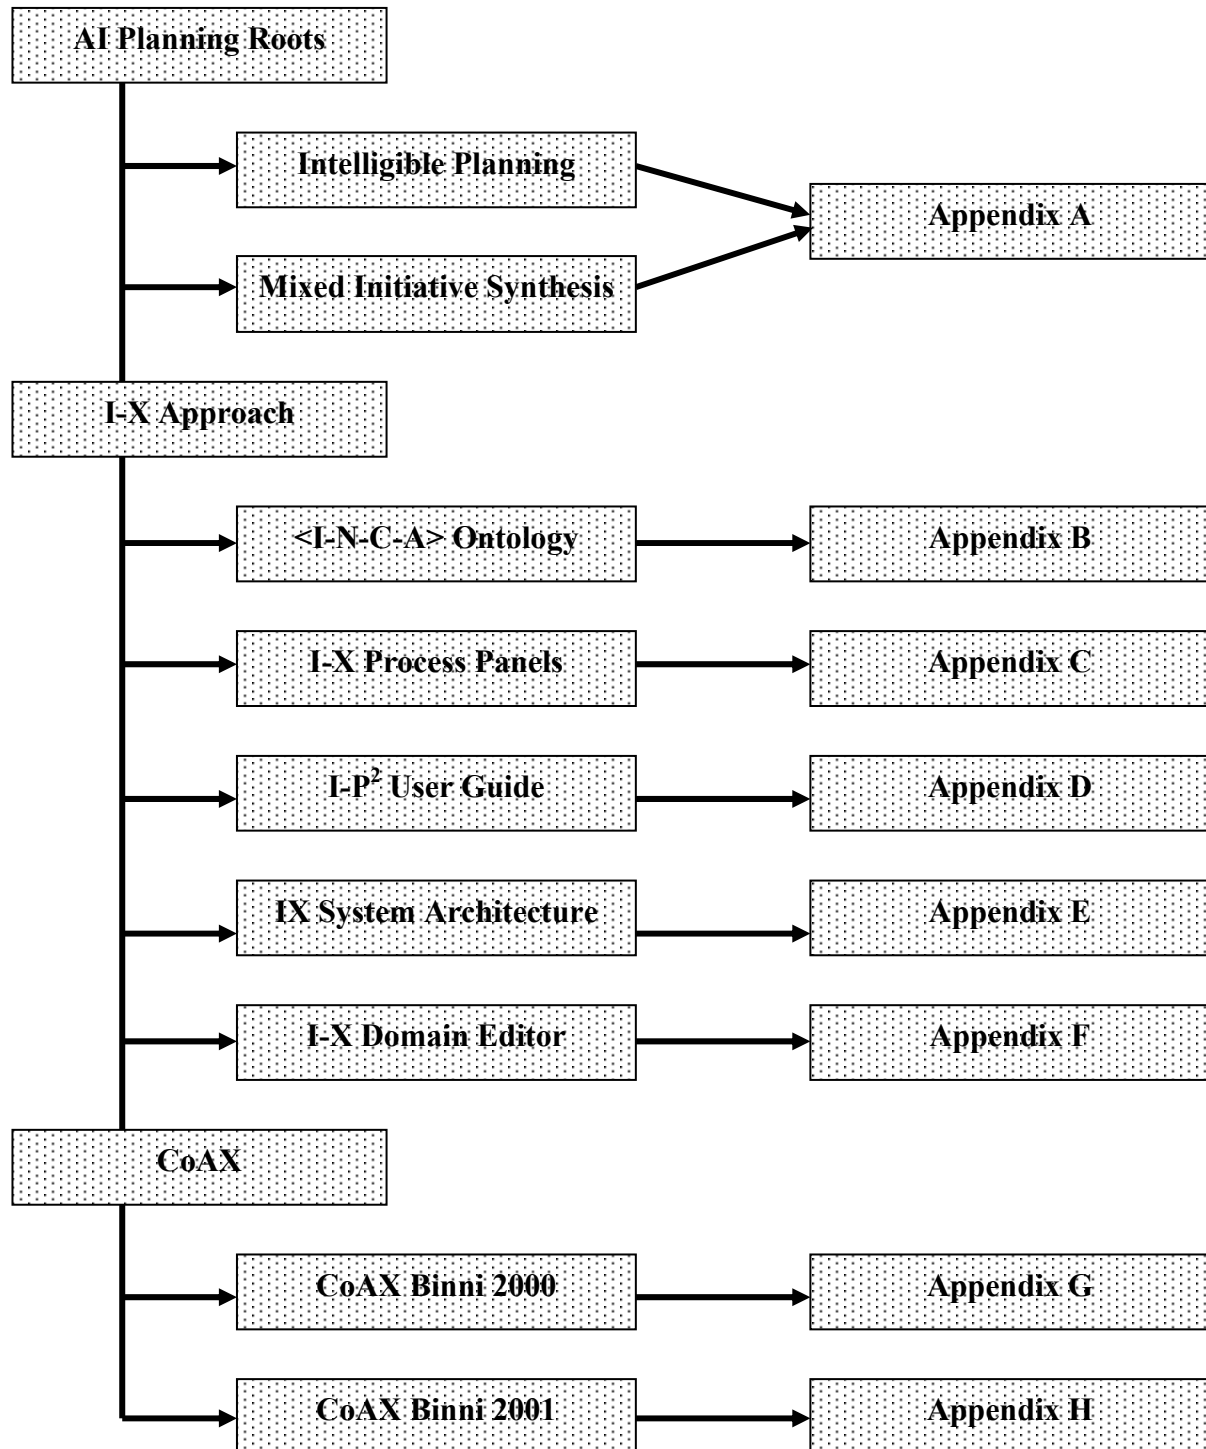 AI Planning Roots
Intelligible Planning
Appendix A
Mixed Initiative Synthesis
I-X Approach
<I-N-C-A> Ontology
Appendix B
I-X Process Panels
Appendix C
I-P² User Guide
Appendix D
IX System Architecture
Appendix E
I-X Domain Editor
Appendix F
CoAX
CoAX Binni 2000
Appendix G
CoAX Binni 2001
Appendix H